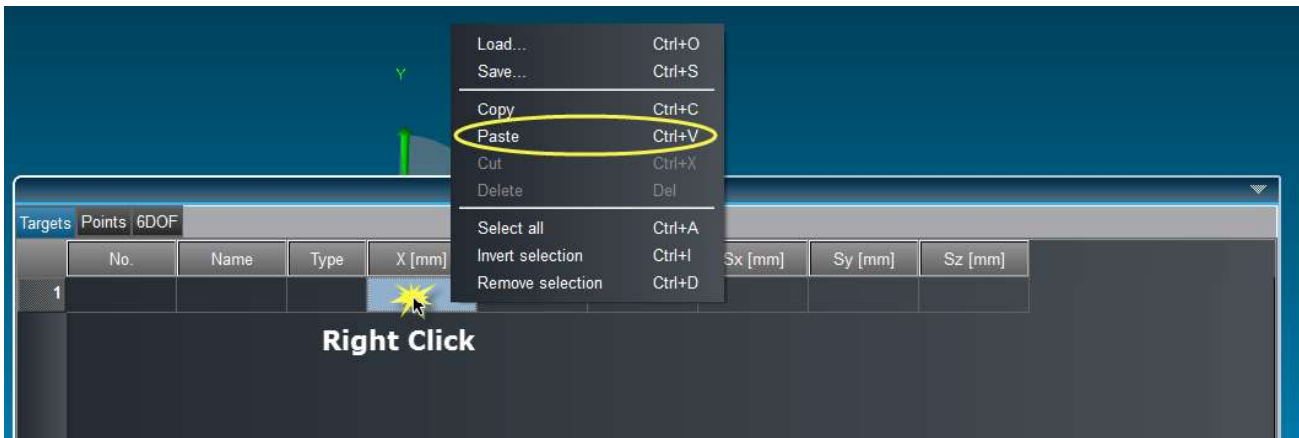 Load... Ctrl+O
Save... Ctrl+S
Y
Copy Ctrl+C
Paste Ctrl+V
Cut Ctrl+X
Delete Del
Targets Points 6DOF
Select all Ctrl+A
Invert selection Ctrl+I
Remove selection Ctrl+D
No. Name Type X [mm] Sx [mm] Sy [mm] Sz [mm]
1
Right Click